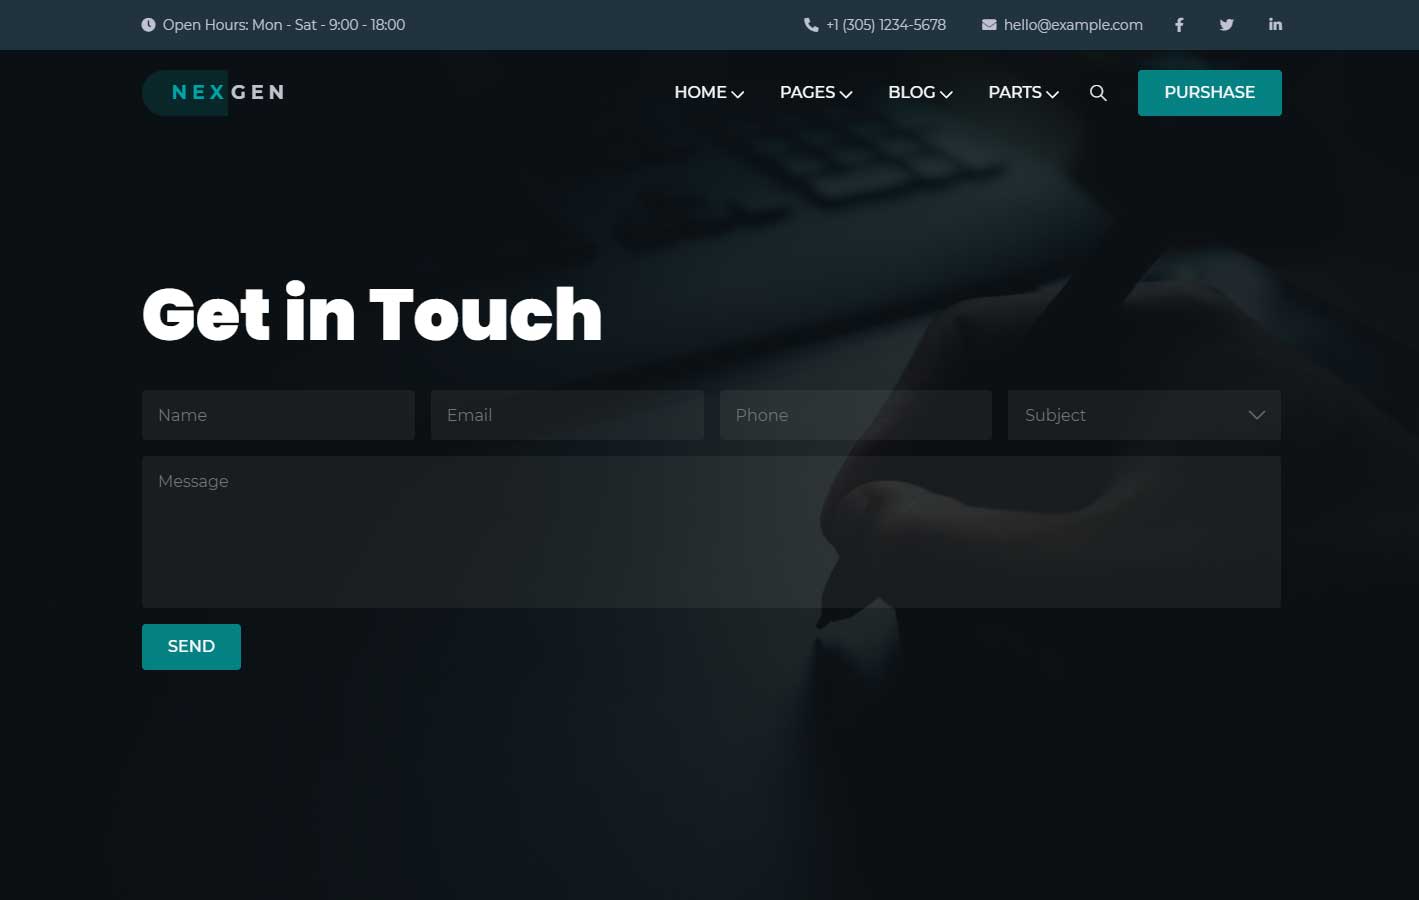 Open Hours: Mon - Sat - 9:00 - 18:00
+1 (305) 1234-5678
hello@example.com
NEXGEN
HOME
PAGES
BLOG
PARTS
PURSHASE
Get in Touch
Name
Email
Phone
Subject
Message
SEND